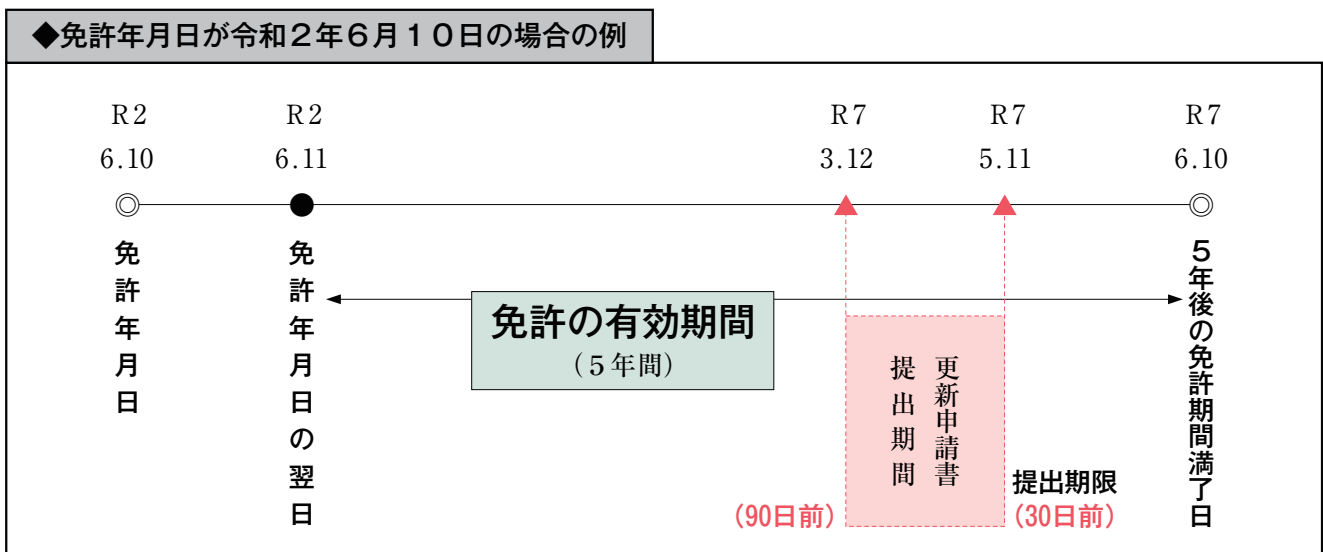 ◆免許年月日が令和２年６月１０日の場合の例
R2
6.10
R2
6.11
R7
3.12
R7
5.11
R7
6.10
免許年月日
免許年月日の翌日
免許の有効期間
(５年間)
更新申請書
提出期間
(90日前)
提出期限
(30日前)
５年後の免許期間満了日